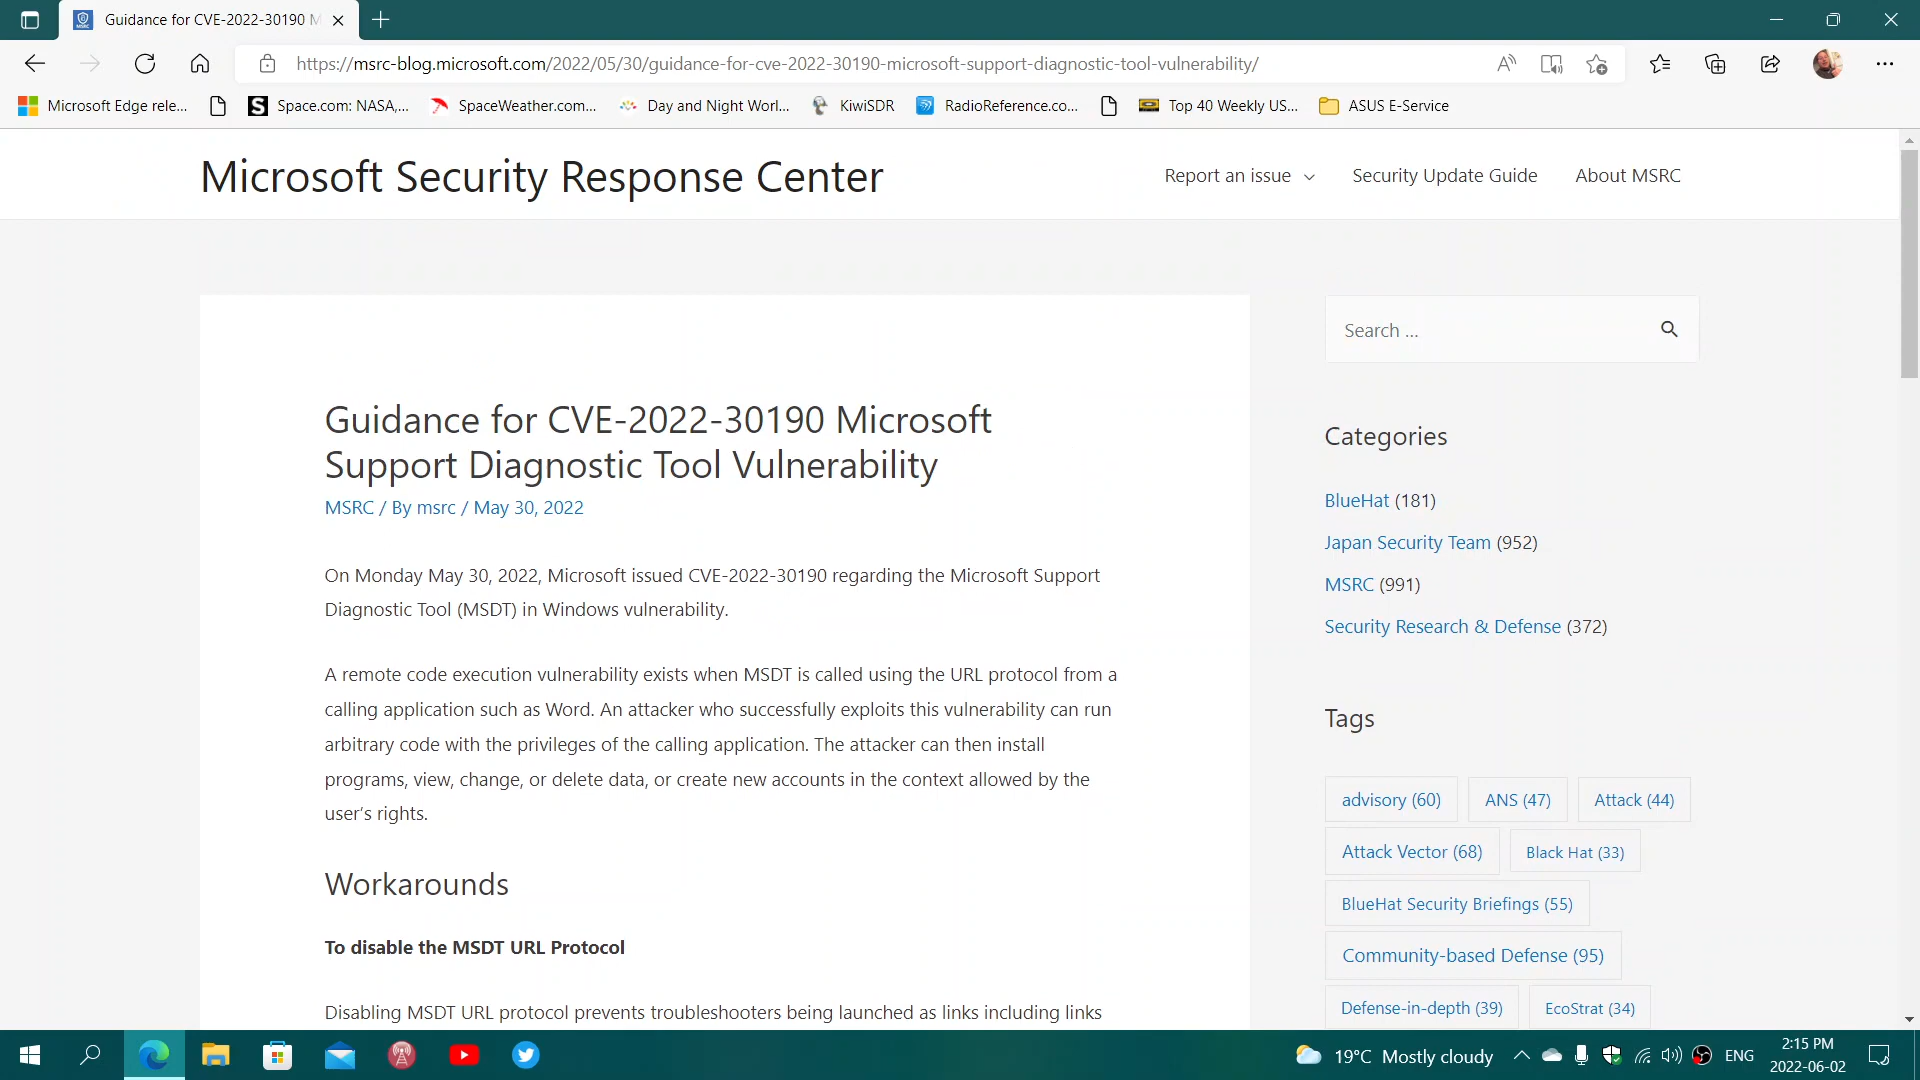 Guidance for CVE-2022-30190 M
https://msrc-blog.microsoft.com/2022/05/30/guidance-for-cve-2022-30190-microsoft-support-diagnostic-tool-vulnerability/
Microsoft Edge rele... Space.com: NASA,... SpaceWeather.com... Day and Night Worl... KiwiSDR RadioReference.co... Top 40 Weekly US... ASUS E-Service
Microsoft Security Response Center
Report an issue Security Update Guide About MSRC
Guidance for CVE-2022-30190 Microsoft
Support Diagnostic Tool Vulnerability
MSRC / By msrc / May 30, 2022
On Monday May 30, 2022, Microsoft issued CVE-2022-30190 regarding the Microsoft Support
Diagnostic Tool (MSDT) in Windows vulnerability.
A remote code execution vulnerability exists when MSDT is called using the URL protocol from a
calling application such as Word. An attacker who successfully exploits this vulnerability can run
arbitrary code with the privileges of the calling application. The attacker can then install
programs, view, change, or delete data, or create new accounts in the context allowed by the
user’s rights.
Workarounds
To disable the MSDT URL Protocol
Disabling MSDT URL protocol prevents troubleshooters being launched as links including links
Search ...
Categories
BlueHat (181)
Japan Security Team (952)
MSRC (991)
Security Research & Defense (372)
Tags
advisory (60) ANS (47) Attack (44)
Attack Vector (68) Black Hat (33)
BlueHat Security Briefings (55)
Community-based Defense (95)
Defense-in-depth (39) EcoStrat (34)
19°C Mostly cloudy ENG 2:15 PM
2022-06-02